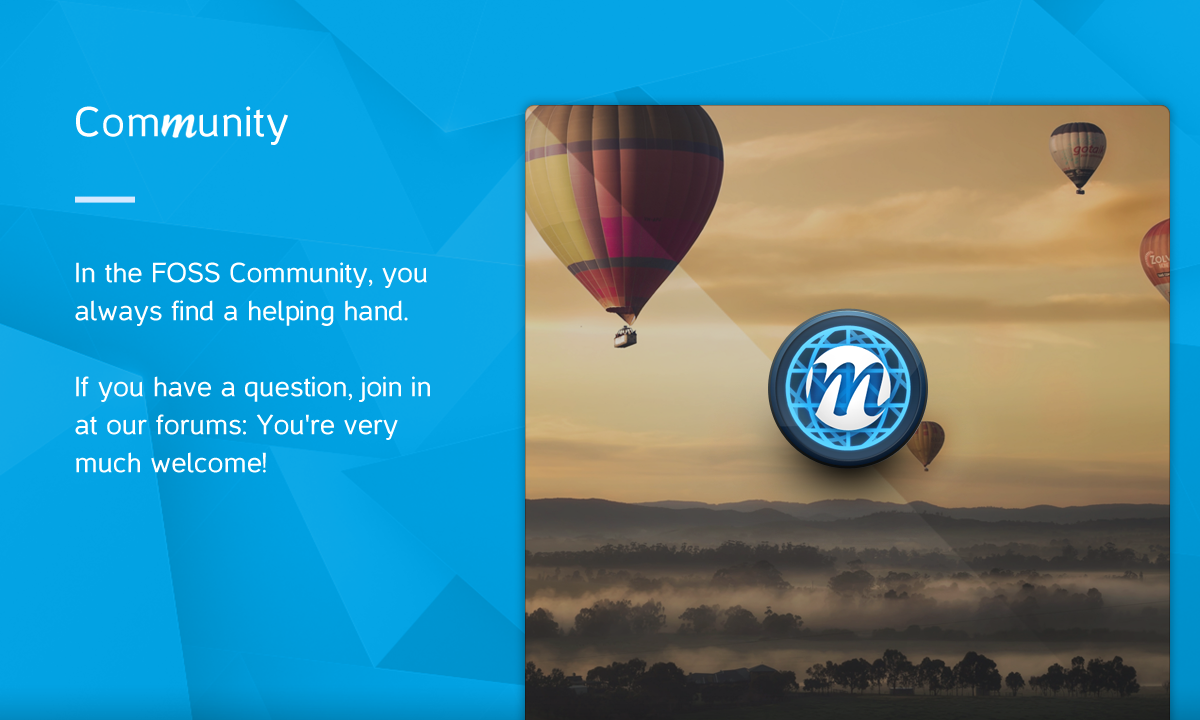 Community
In the FOSS Community, you
always find a helping hand.
If you have a question, join in
at our forums: You're very
much welcome!
m